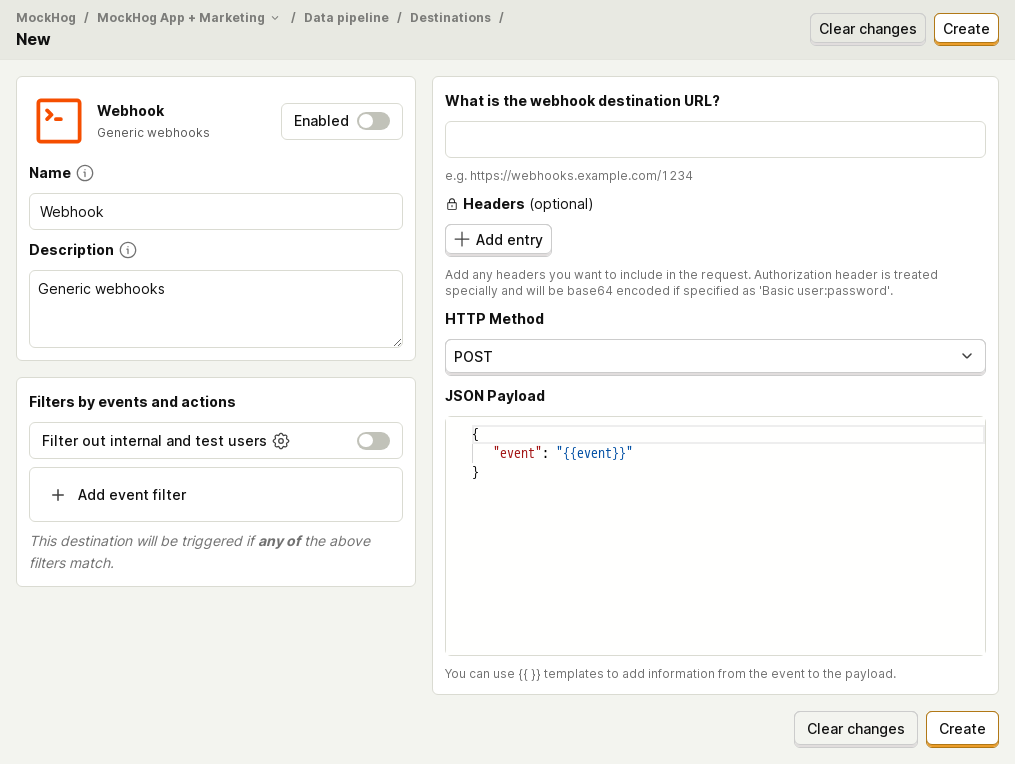 MockHog / MockHog App + Marketing / Data pipeline / Destinations /
New
Clear changes
Create
Webhook
Generic webhooks
Enabled
Name
Webhook
Description
Generic webhooks
Filters by events and actions
Filter out internal and test users
Add event filter
This destination will be triggered if any of the above
filters match.
What is the webhook destination URL?
e.g. https://webhooks.example.com/1234
Headers (optional)
Add entry
Add any headers you want to include in the request. Authorization header is treated
specially and will be base64 encoded if specified as 'Basic user:password'.
HTTP Method
POST
JSON Payload
{
"event": "{{event}}"
}
You can use {{ }} templates to add information from the event to the payload.
Clear changes
Create